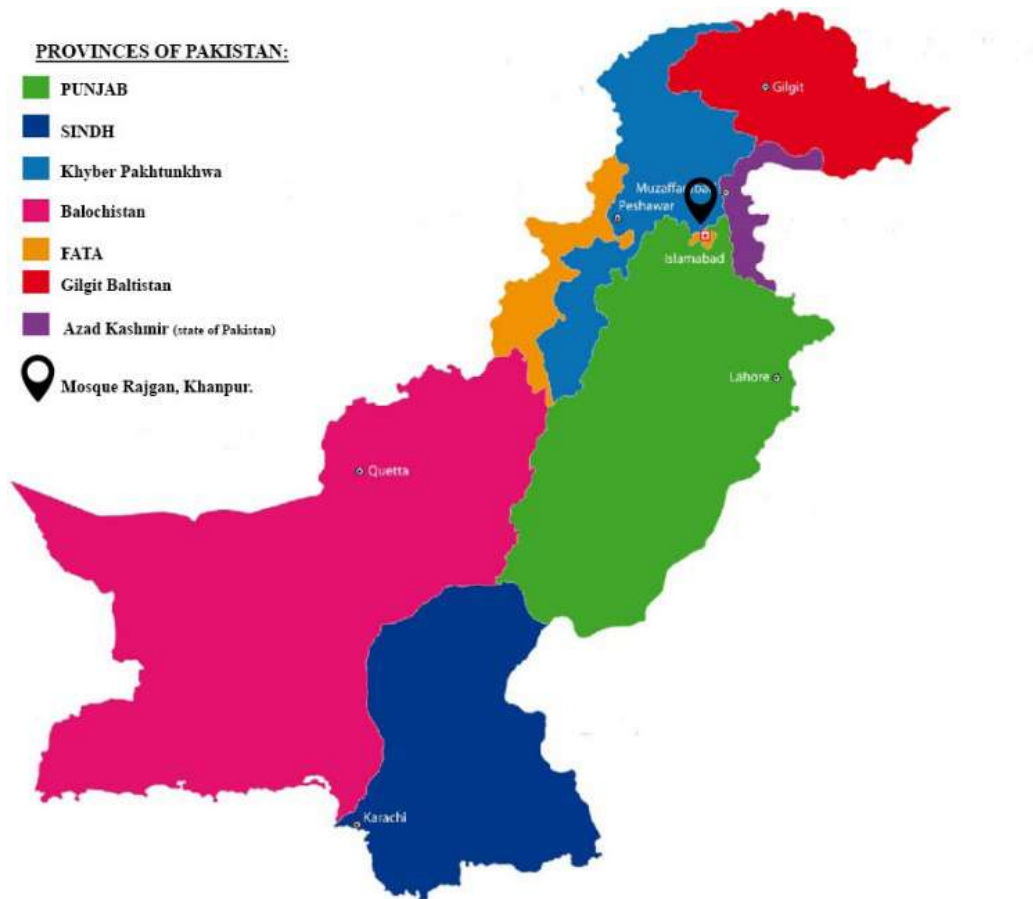 PROVINCES OF PAKISTAN:
PUNJAB
SINDH
Khyber Pakhtunkhwa
Balochistan
FATA
Gilgit Baltistan
Azad Kashmir (state of Pakistan)
Mosque Rajgan, Khanpur.
Gilgit
Peshawar
Islamabad
Lahore
Quetta
Karachi